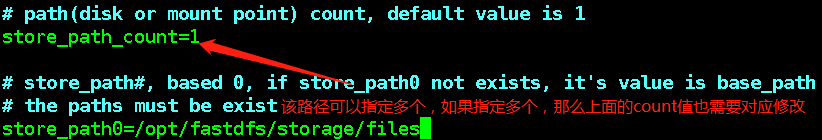 # path(disk or mount point) count, default value is 1
store_path_count=1
# store_path#, based 0, if store_path0 not exists, it's value is base_path
# the paths must be exist该路径可以指定多个，如果指定多个，那么上面的count值也需要对应修改
store_path0=/opt/fastdfs/storage/files